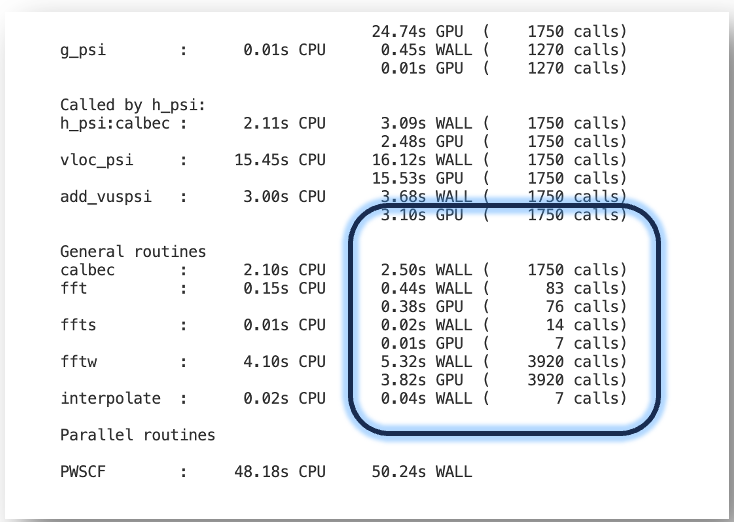 24.74s GPU  (    1750 calls)
g_psi        :      0.01s CPU      0.45s WALL (    1270 calls)
0.01s GPU  (    1270 calls)
Called by h_psi:
h_psi:calbec :      2.11s CPU      3.09s WALL (    1750 calls)
2.48s GPU  (    1750 calls)
vloc_psi     :     15.45s CPU     16.12s WALL (    1750 calls)
15.53s GPU  (    1750 calls)
add_vuspsi   :      3.00s CPU      3.68s WALL (    1750 calls)
3.10s GPU  (    1750 calls)
General routines
calbec       :      2.10s CPU      2.50s WALL (    1750 calls)
fft          :      0.15s CPU      0.44s WALL (      83 calls)
0.38s GPU  (      76 calls)
ffts         :      0.01s CPU      0.02s WALL (      14 calls)
0.01s GPU  (       7 calls)
fftw         :      4.10s CPU      5.32s WALL (    3920 calls)
3.82s GPU  (    3920 calls)
interpolate  :      0.02s CPU      0.04s WALL (       7 calls)
Parallel routines
PWSCF        :     48.18s CPU     50.24s WALL